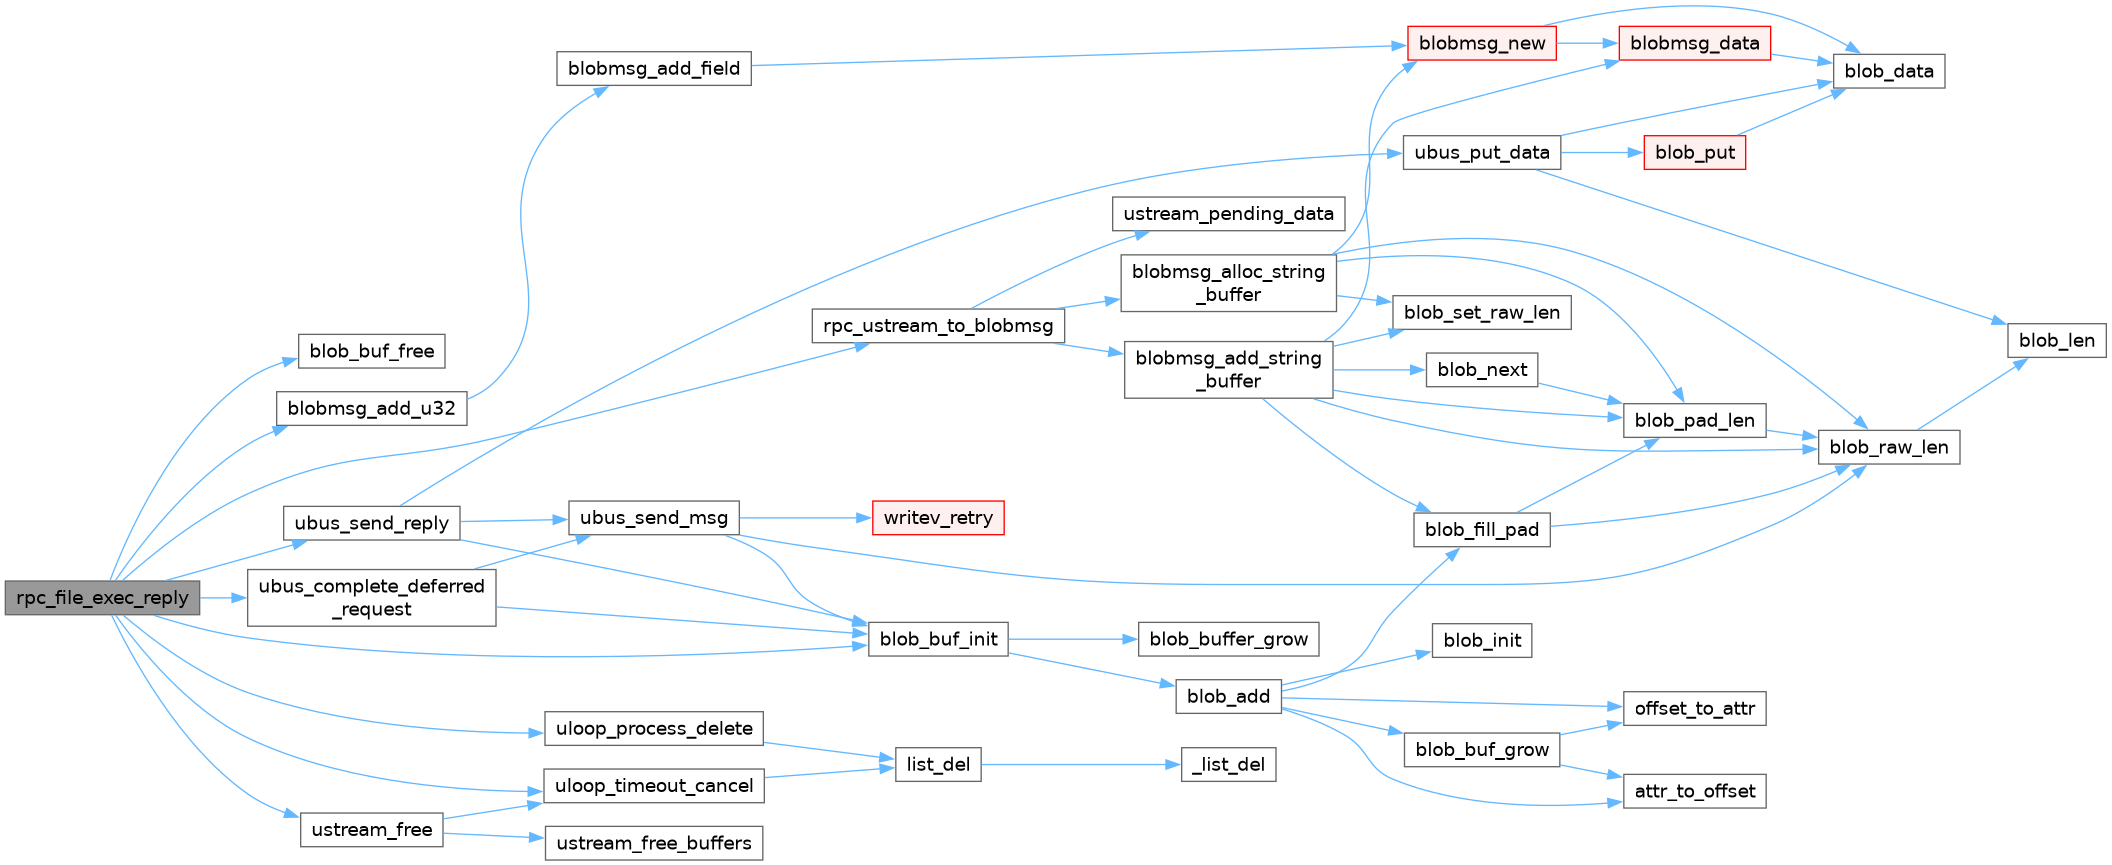 rpc_file_exec_reply
blob_buf_free
blobmsg_add_u32
blobmsg_add_field
blobmsg_new
blobmsg_data
blob_data
rpc_ustream_to_blobmsg
ustream_pending_data
blobmsg_alloc_string
_buffer
blobmsg_add_string
_buffer
ubus_put_data
blob_put
blob_len
blob_set_raw_len
blob_next
blob_pad_len
blob_raw_len
blob_fill_pad
ubus_send_reply
ubus_send_msg
writev_retry
ubus_complete_deferred
_request
blob_buf_init
blob_buffer_grow
blob_add
blob_init
offset_to_attr
blob_buf_grow
attr_to_offset
uloop_process_delete
list_del
_list_del
uloop_timeout_cancel
ustream_free
ustream_free_buffers